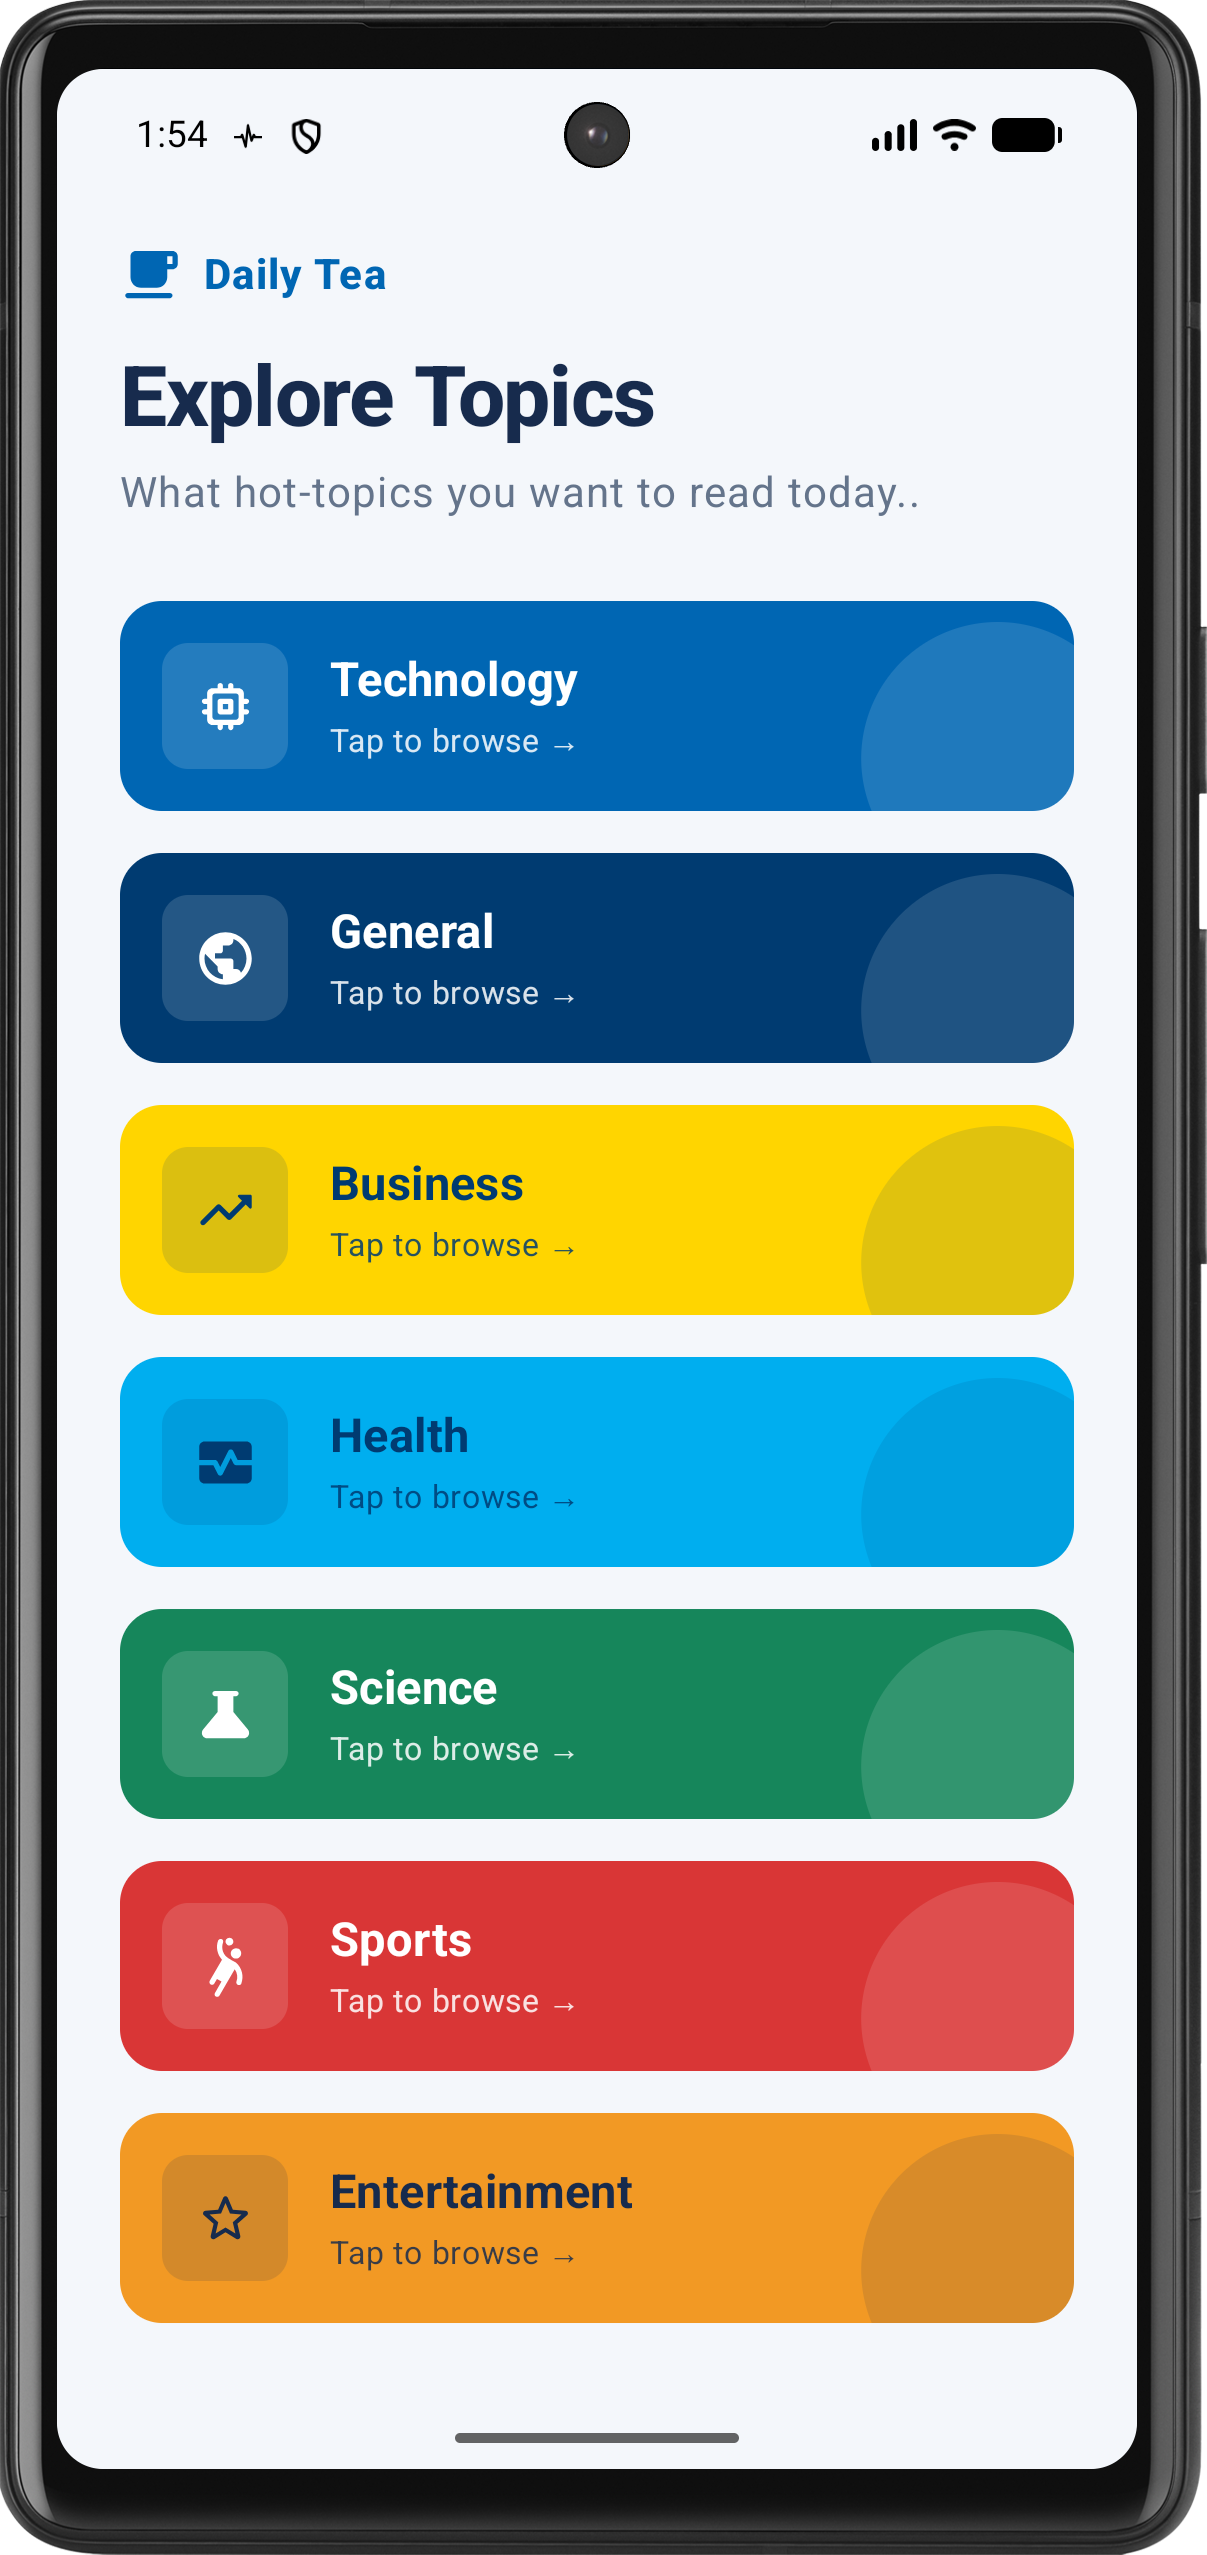 1:54
Daily Tea
Explore Topics
What hot-topics you want to read today..
Technology
Tap to browse →
General
Tap to browse →
Business
Tap to browse →
Health
Tap to browse →
Science
Tap to browse →
Sports
Tap to browse →
Entertainment
Tap to browse →